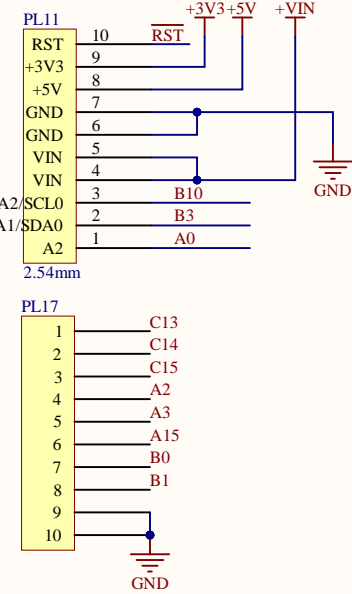 +3V3 +5V +VIN
PL11
RST 10 RST
+3V3 9
+5V 8
GND 7
GND 6
VIN 5
VIN 4
GND
A2/SCL0 3 B10
A1/SDA0 2 B3
A2 1 A0
2.54mm
PL17
1 C13
2 C14
3 C15
4 A2
5 A3
6 A15
7 B0
8 B1
9
10
GND